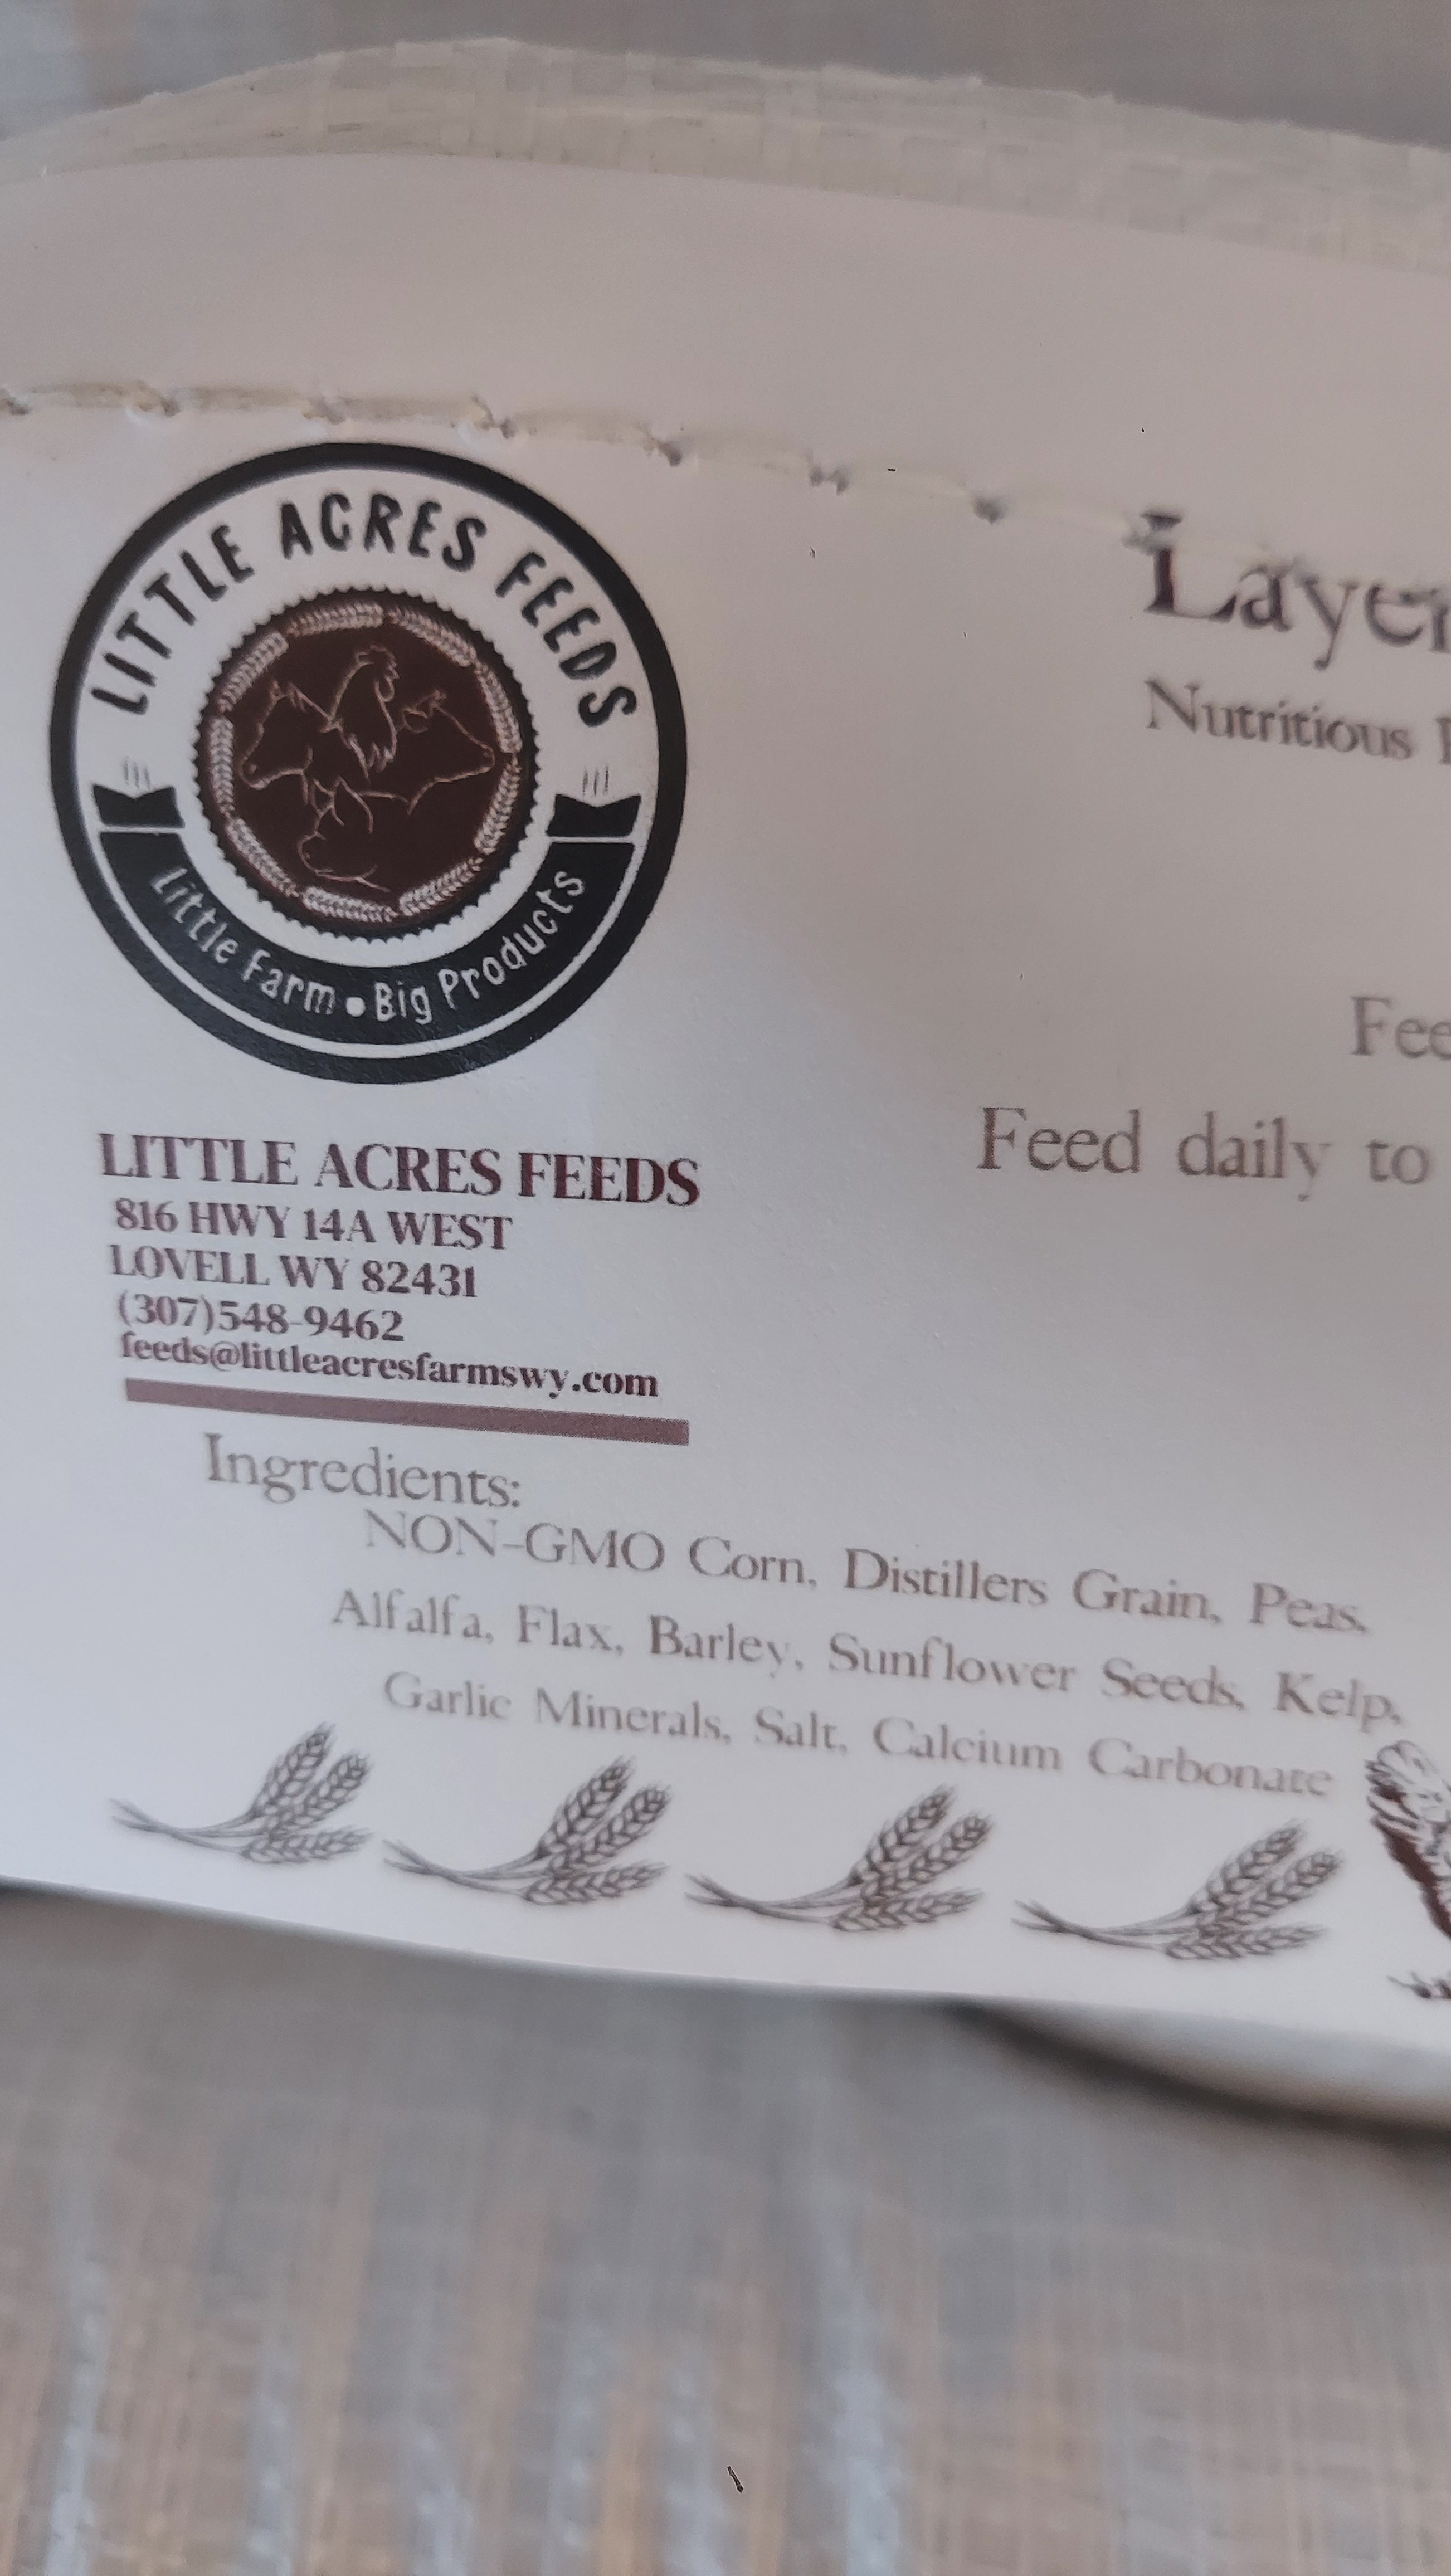 LITTLE ACRES FEEDS
Little Farm • Big Products
Layer
Nutritious
Feed daily to
LITTLE ACRES FEEDS
816 HWY 14A WEST
LOVELL WY 82431
(307)548-9462
feeds@littleacresfarmswy.com
Ingredients:
NON-GMO Corn, Distillers Grain, Peas,
Alfalfa, Flax, Barley, Sunflower Seeds, Kelp,
Garlic Minerals, Salt, Calcium Carbonate